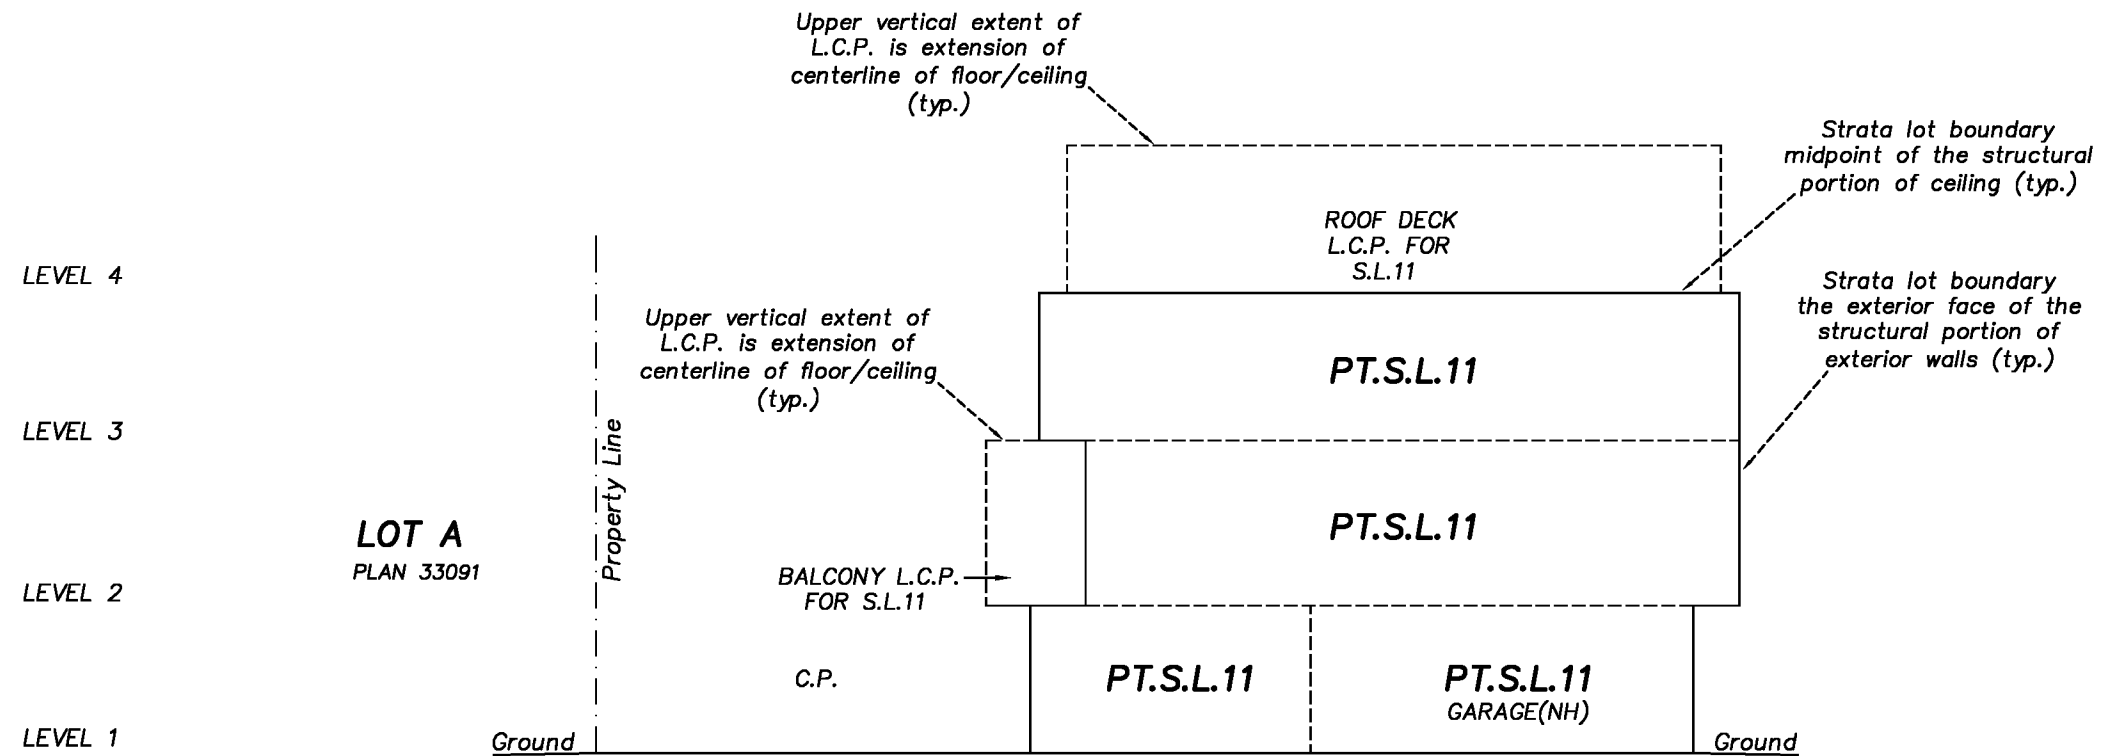 Upper vertical extent of
L.C.P. is extension of
centerline of floor/ceiling
(typ.)
Strata lot boundary
midpoint of the structural
portion of ceiling (typ.)
ROOF DECK
L.C.P. FOR
S.L.11
LEVEL 4
Strata lot boundary
the exterior face of the
structural portion of
exterior walls (typ.)
Upper vertical extent of
L.C.P. is extension of
centerline of floor/ceiling
(typ.)
PT.S.L.11
LEVEL 3
Property Line
LOT A
PLAN 33091
PT.S.L.11
BALCONY L.C.P.
FOR S.L.11
LEVEL 2
C.P.
PT.S.L.11
PT.S.L.11
GARAGE(NH)
LEVEL 1
Ground
Ground